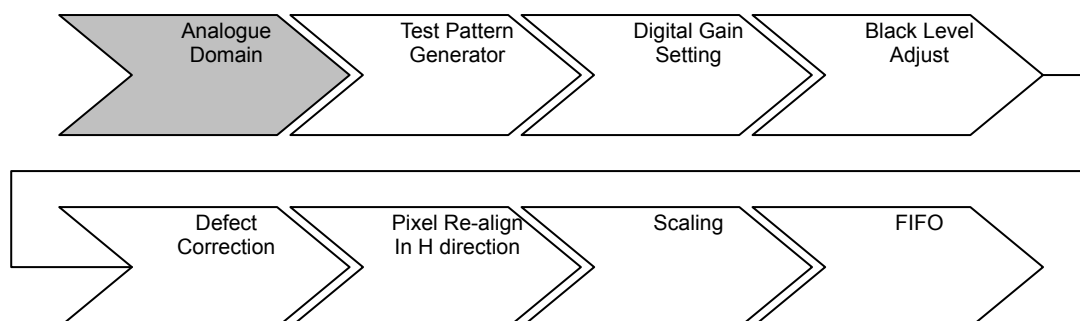 Analogue
Domain
Test Pattern
Generator
Digital Gain
Setting
Black Level
Adjust
Defect
Correction
Pixel Re-align
In H direction
Scaling
FIFO